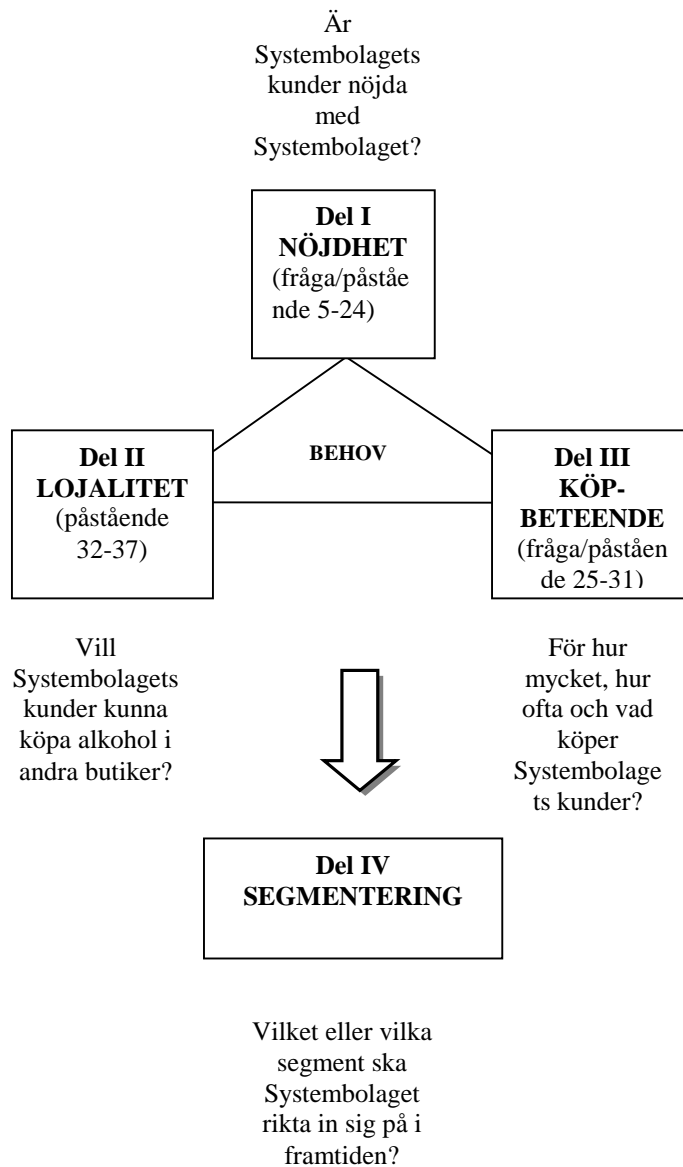 Är
Systembolagets
kunder nöjda
med
Systembolaget?
Del I
NÖJDHET
(fråga/påståe
nde 5-24)
Del II
LOJALITET
(påstående
32-37)
BEHOV
Del III
KÖP-
BETEENDE
(fråga/påståen
de 25-31)
Vill
Systembolagets
kunder kunna
köpa alkohol i
andra butiker?
För hur
mycket, hur
ofta och vad
köper
Systembolage
ts kunder?
Del IV
SEGMENTERING
Vilket eller vilka
segment ska
Systembolaget
rikta in sig på i
framtiden?